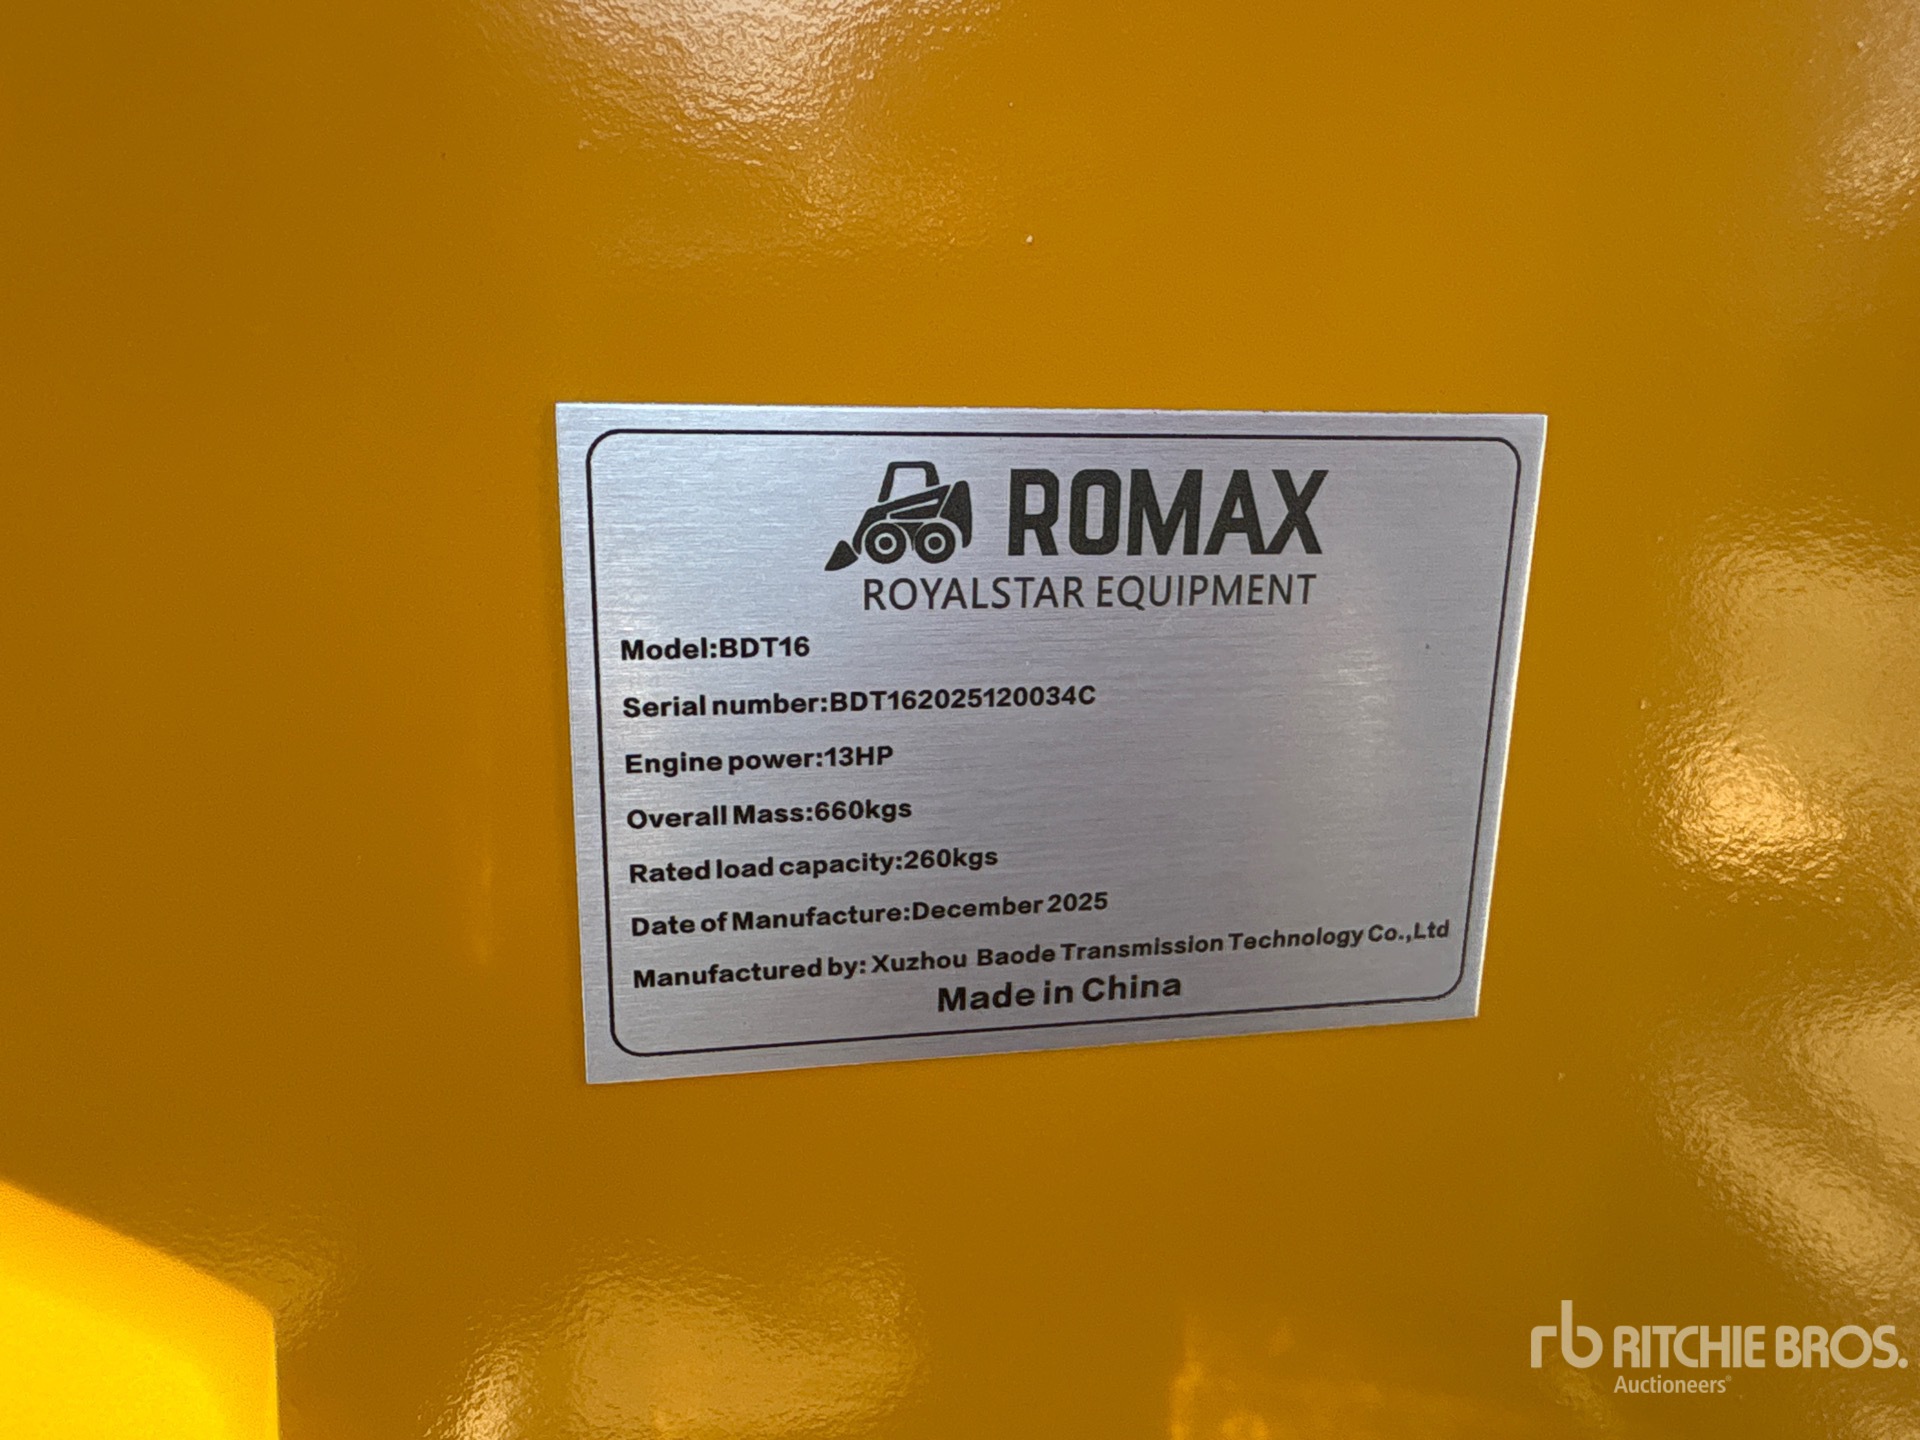 ROMAX
ROYALSTAR EQUIPMENT
Model:BDT16
Serial number:BDT162025120034C
Engine power:13HP
Overall Mass:660kgs
Rated load capacity:260kgs
Date of Manufacture:December 2025
Manufactured by: Xuzhou Baode Transmission Technology Co.,Ltd
Made in China
rb RITCHIE BROS.
Auctioneers®